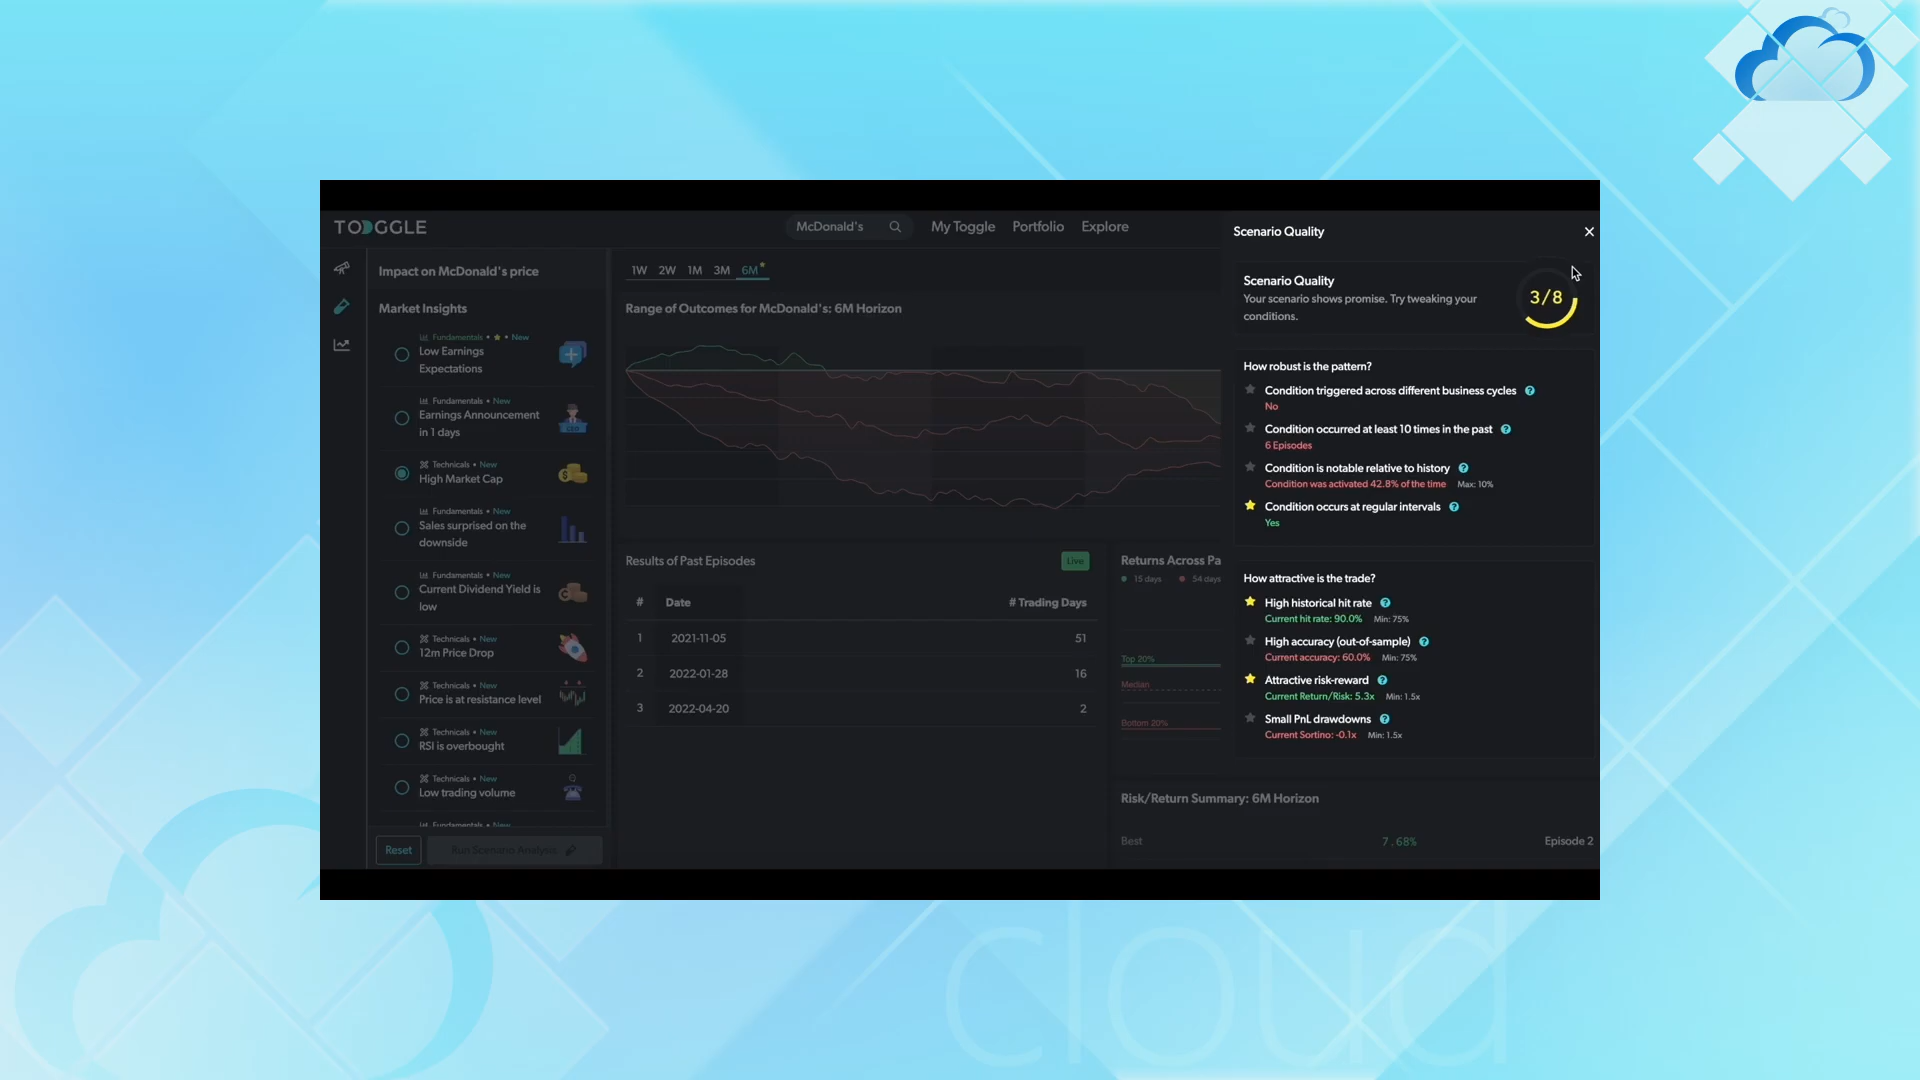 TOGGLE
McDonald's
My Toggle
Portfolio
Explore
Impact on McDonald's price
Market Insights
Fundamentals • ★ • New
Low Earnings
Expectations
Fundamentals • New
Earnings Announcement
in 1 days
CEO
Technicals • New
High Market Cap
Fundamentals • New
Sales surprised on the
downside
Fundamentals • New
Current Dividend Yield is
low
Technicals • New
12m Price Drop
Technicals • New
Price is at resistance level
Technicals • New
RSI is overbought
Technicals • New
Low trading volume
Fundamentals • New
Reset
Run Scenario Analysis
1W 2W 1M 3M 6M
Range of Outcomes for McDonald's: 6M Horizon
Results of Past Episodes
Live
# Date # Trading Days
1 2021-11-05 51
2 2022-01-28 16
3 2022-04-20 2
Returns Across Pa
15 days 54 days
Top 20%
Median
Bottom 20%
Risk/Return Summary: 6M Horizon
Best 7.68% Episode 2
Scenario Quality
Scenario Quality
Your scenario shows promise. Try tweaking your
conditions.
3/8
How robust is the pattern?
Condition triggered across different business cycles
No
Condition occurred at least 10 times in the past
6 Episodes
Condition is notable relative to history
Condition was activated 42.8% of the time Max: 10%
Condition occurs at regular intervals
Yes
How attractive is the trade?
High historical hit rate
Current hit rate: 90.0% Min: 75%
High accuracy (out-of-sample)
Current accuracy: 60.0% Min: 75%
Attractive risk-reward
Current Return/Risk: 5.3x Min: 1.5x
Small PnL drawdowns
Current Sortino: -0.1x Min: 1.5x
cloud